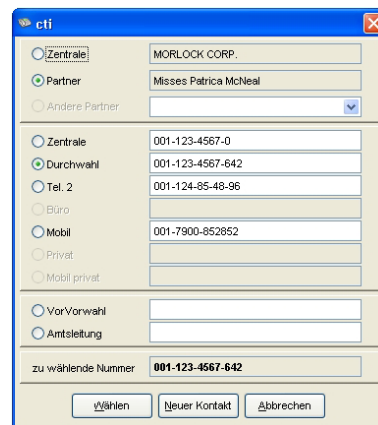 cti
Zentrale MORLOCK CORP.
Partner Misses Patrica McNeal
Andere Partner
Zentrale 001-123-4567-0
Durchwahl 001-123-4567-642
Tel. 2 001-124-85-48-96
Büro
Mobil 001-7900-852852
Privat
Mobil privat
VorVorwahl
Amtsleitung
zu wählende Nummer 001-123-4567-642
Wählen Neuer Kontakt Abbrechen